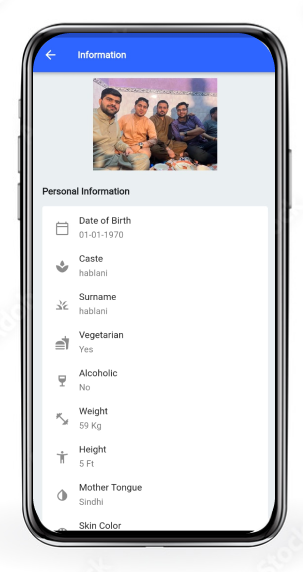 Information
Personal Information
Date of Birth
01-01-1970
Caste
hablani
Surname
hablani
Vegetarian
Yes
Alcoholic
No
Weight
59 Kg
Height
5 Ft
Mother Tongue
Sindhi
Skin Color